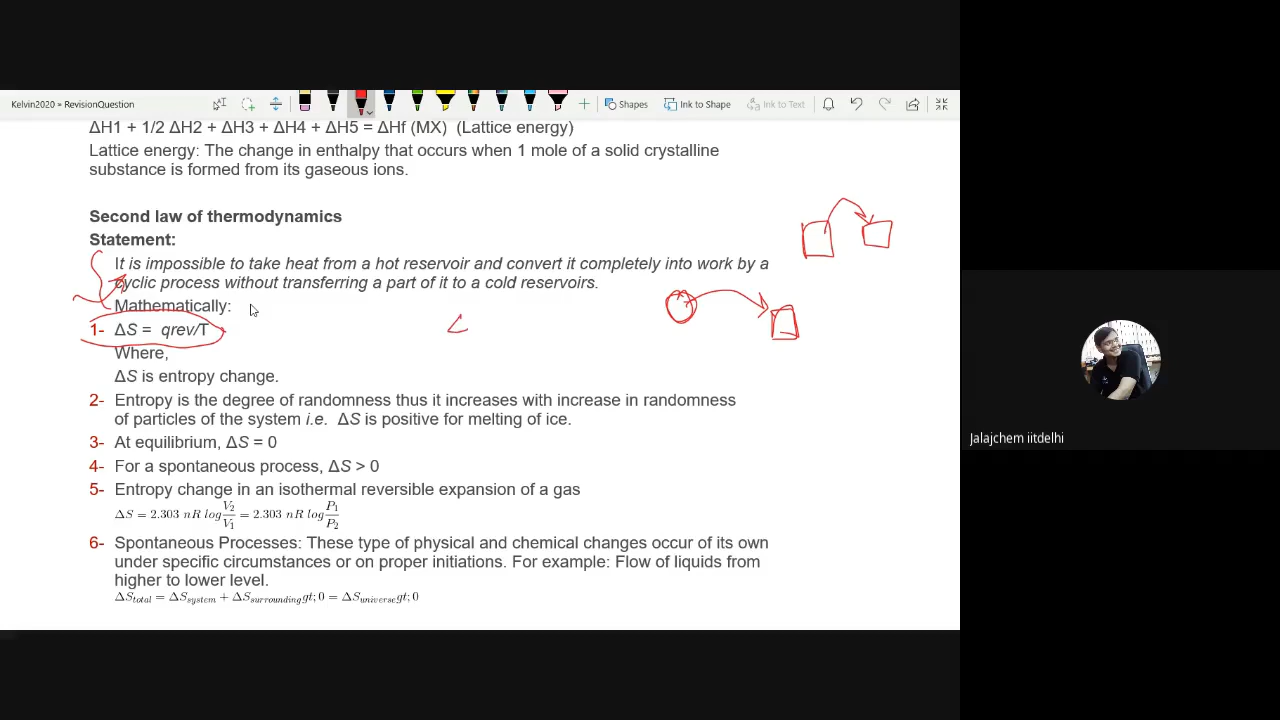 Kelvin2020 » RevisionQuestion
Shapes
Ink to Shape
Ink to Text
ΔH1 + 1/2 ΔH2 + ΔH3 + ΔH4 + ΔH5 = ΔHf (MX) (Lattice energy)
Lattice energy: The change in enthalpy that occurs when 1 mole of a solid crystalline
substance is formed from its gaseous ions.
Second law of thermodynamics
Statement:
It is impossible to take heat from a hot reservoir and convert it completely into work by a
cyclic process without transferring a part of it to a cold reservoirs.
Mathematically:
1- ΔS = qrev/T
Where,
ΔS is entropy change.
2- Entropy is the degree of randomness thus it increases with increase in randomness
of particles of the system i.e. ΔS is positive for melting of ice.
3- At equilibrium, ΔS = 0
4- For a spontaneous process, ΔS > 0
5- Entropy change in an isothermal reversible expansion of a gas
ΔS = 2.303 nR log V₂/V₁ = 2.303 nR log P₁/P₂
6- Spontaneous Processes: These type of physical and chemical changes occur of its own
under specific circumstances or on proper initiations. For example: Flow of liquids from
higher to lower level.
ΔS_total = ΔS_system + ΔS_surrounding gt; 0 = ΔS_universe gt; 0
Jalajchem iitdelhi